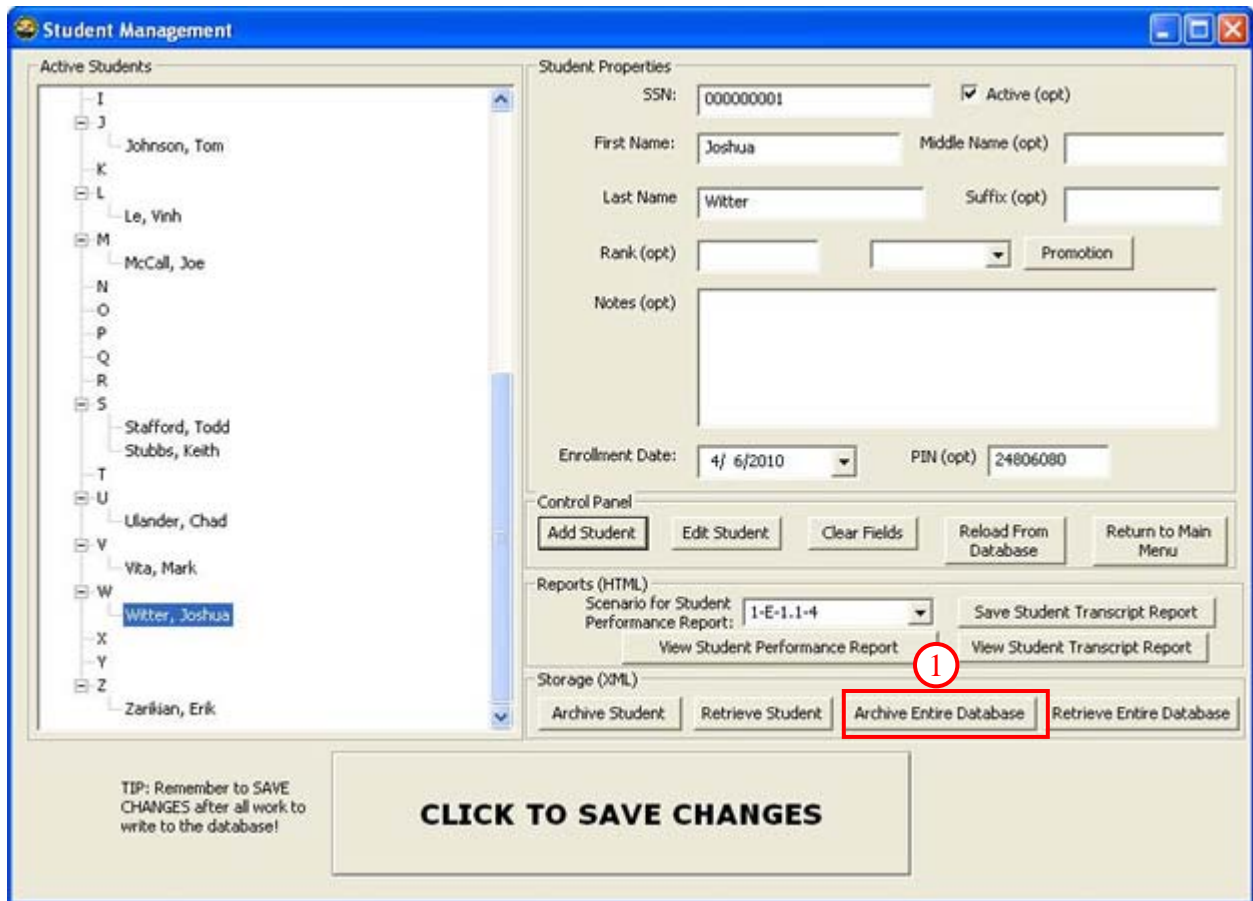 Student Management
Active Students
I
J
Johnson, Tom
K
L
Le, Vinh
M
McCall, Joe
N
O
P
Q
R
S
Stafford, Todd
Stubbs, Keith
T
U
Ulander, Chad
V
Vita, Mark
W
Witter, Joshua
X
Y
Z
Zarikian, Erik
Student Properties
SSN: 000000001 Active (opt)
First Name: Joshua Middle Name (opt)
Last Name Witter Suffix (opt)
Rank (opt) Promotion
Notes (opt)
Enrollment Date: 4/ 6/2010 PIN (opt) 24806080
Control Panel
Add Student Edit Student Clear Fields Reload From Database Return to Main Menu
Reports (HTML)
Scenario for Student
Performance Report: 1-E-1.1-4 Save Student Transcript Report
View Student Performance Report View Student Transcript Report
1
Storage (XML)
Archive Student Retrieve Student Archive Entire Database Retrieve Entire Database
TIP: Remember to SAVE
CHANGES after all work to
write to the database!
CLICK TO SAVE CHANGES